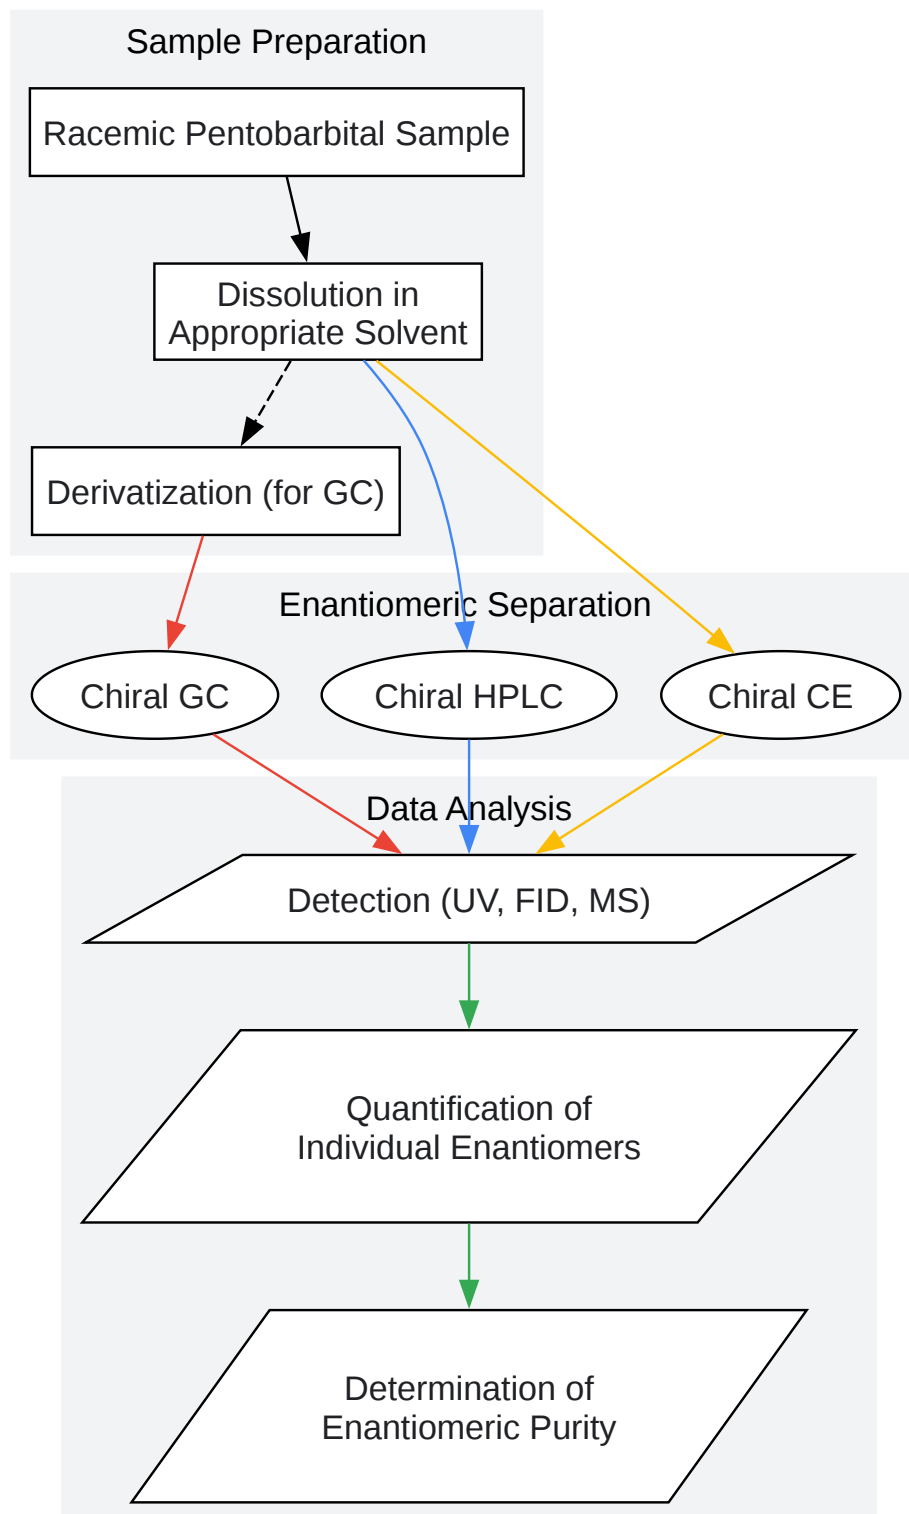 Sample Preparation
Racemic Pentobarbital Sample
Dissolution in
Appropriate Solvent
Derivatization (for GC)
Enantiomeric Separation
Chiral GC
Chiral HPLC
Chiral CE
Data Analysis
Detection (UV, FID, MS)
Quantification of
Individual Enantiomers
Determination of
Enantiomeric Purity